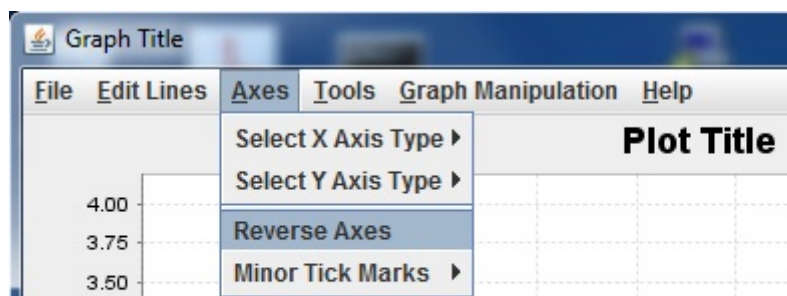 Graph Title
File Edit Lines Axes Tools Graph Manipulation Help
Select X Axis Type
Plot Title
Select Y Axis Type
4.00
Reverse Axes
3.75
Minor Tick Marks
3.50